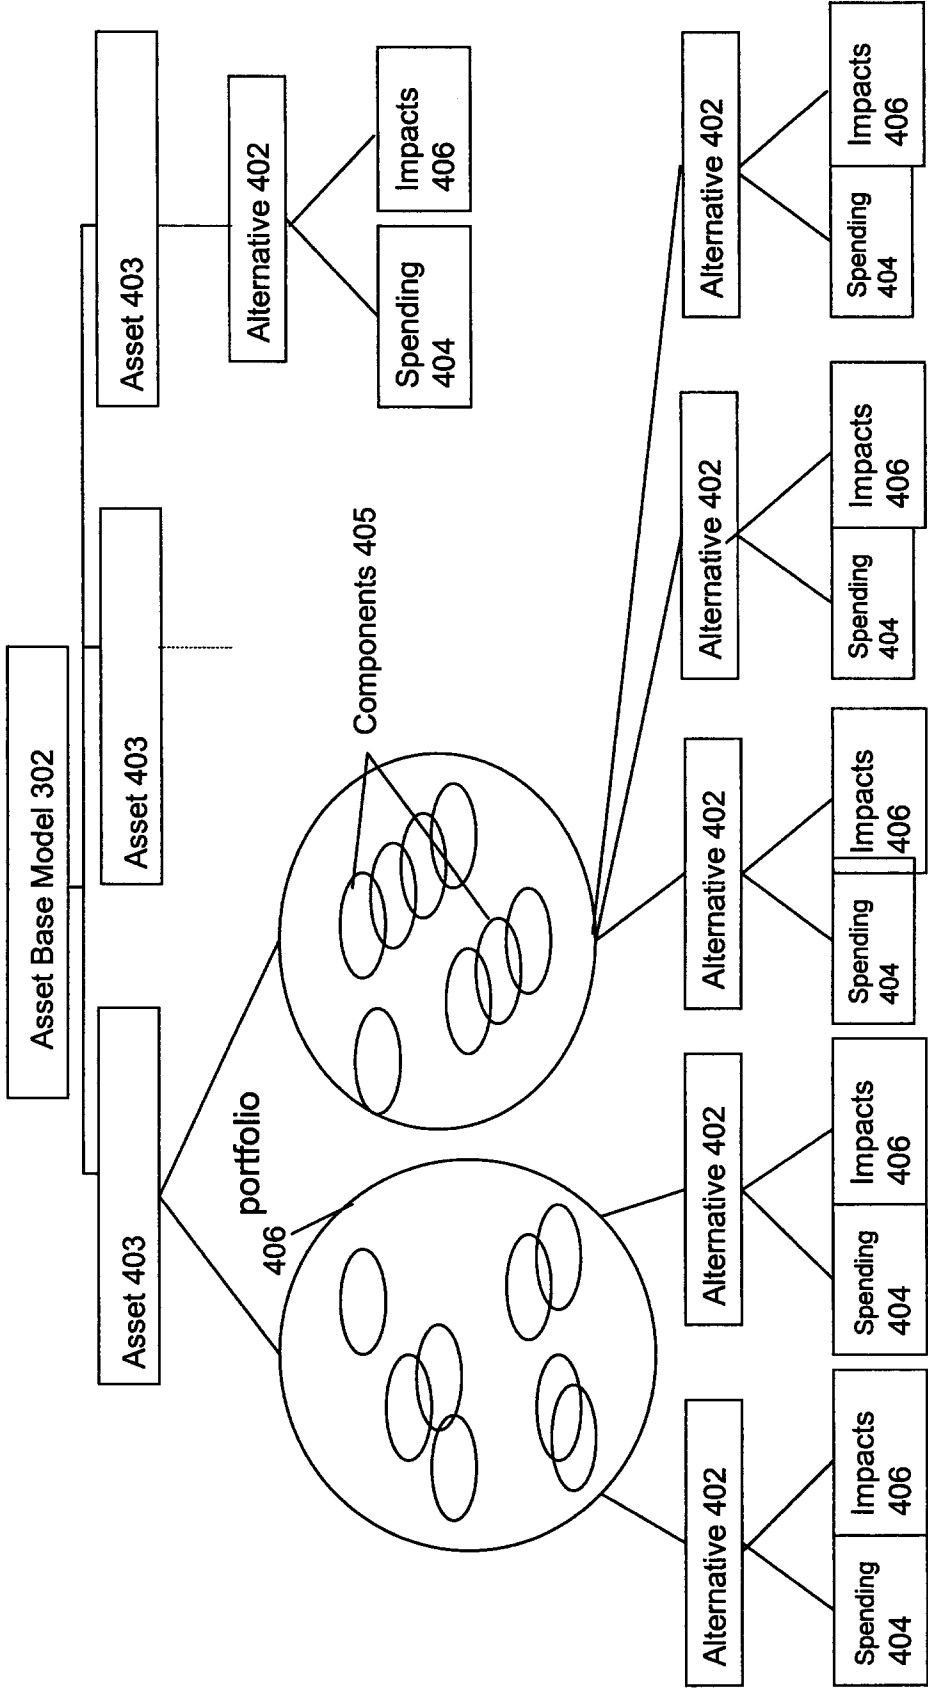 Asset Base Model 302
Asset 403
Asset 403
Asset 403
Alternative 402
Spending
404
Impacts
406
portfolio
406
Components 405
Alternative 402
Alternative 402
Alternative 402
Alternative 402
Alternative 402
Spending
404
Impacts
406
Spending
404
Impacts
406
Spending
404
Impacts
406
Spending
404
Impacts
406
Spending
404
Impacts
406